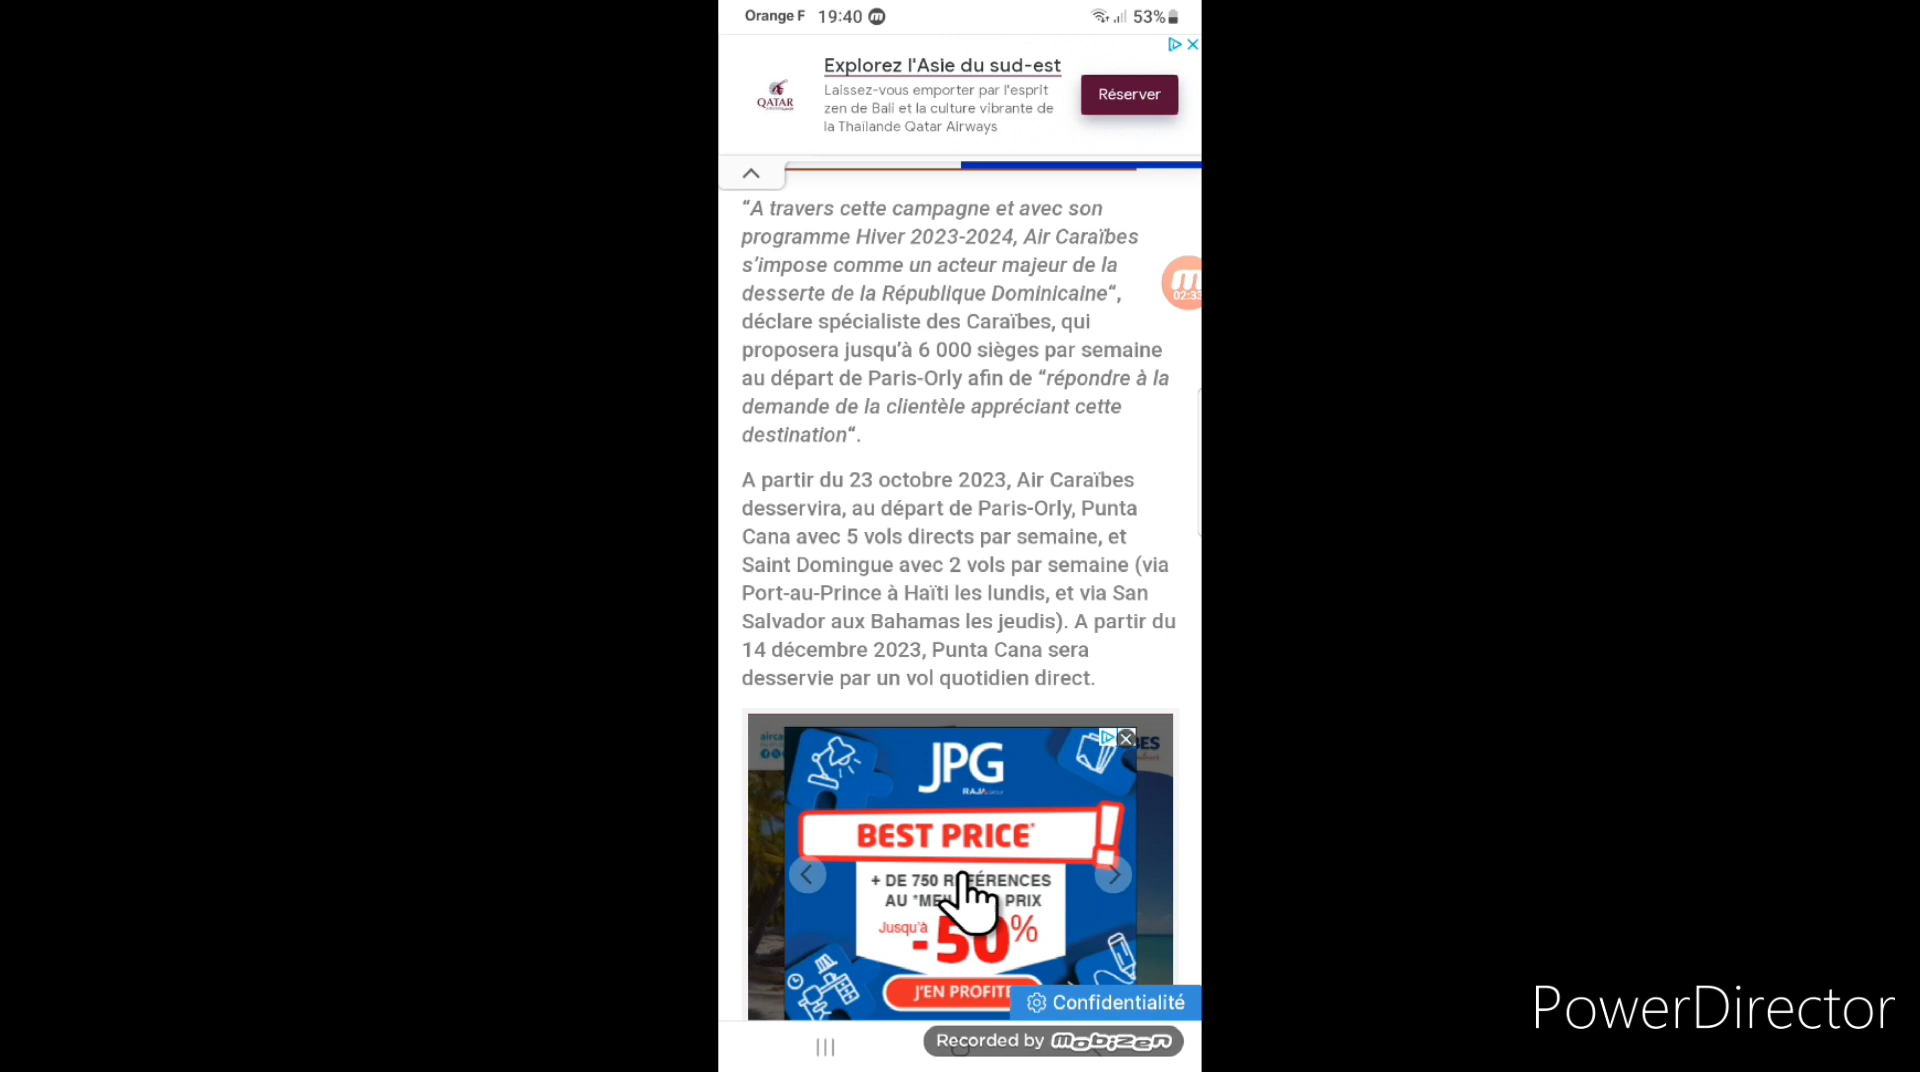 Orange F 19:40 53%
Explorez l'Asie du sud-est
Laissez-vous emporter par l'esprit
zen de Bali et la culture vibrante de
la Thaïlande Qatar Airways
QATAR
Réserver
“A travers cette campagne et avec son
programme Hiver 2023-2024, Air Caraïbes
s’impose comme un acteur majeur de la
desserte de la République Dominicaine“,
déclare spécialiste des Caraïbes, qui
proposera jusqu’à 6 000 sièges par semaine
au départ de Paris-Orly afin de “répondre à la
demande de la clientèle appréciant cette
destination“.
02:33
A partir du 23 octobre 2023, Air Caraïbes
desservira, au départ de Paris-Orly, Punta
Cana avec 5 vols directs par semaine, et
Saint Domingue avec 2 vols par semaine (via
Port-au-Prince à Haïti les lundis, et via San
Salvador aux Bahamas les jeudis). A partir du
14 décembre 2023, Punta Cana sera
desservie par un vol quotidien direct.
JPG
RAJA
BEST PRICE*
+ DE 750 RÉFÉRENCES
AU PRIX
Jusqu'à
-50%
J'EN PROFITE
Confidentialité
Recorded by mobizen
PowerDirector